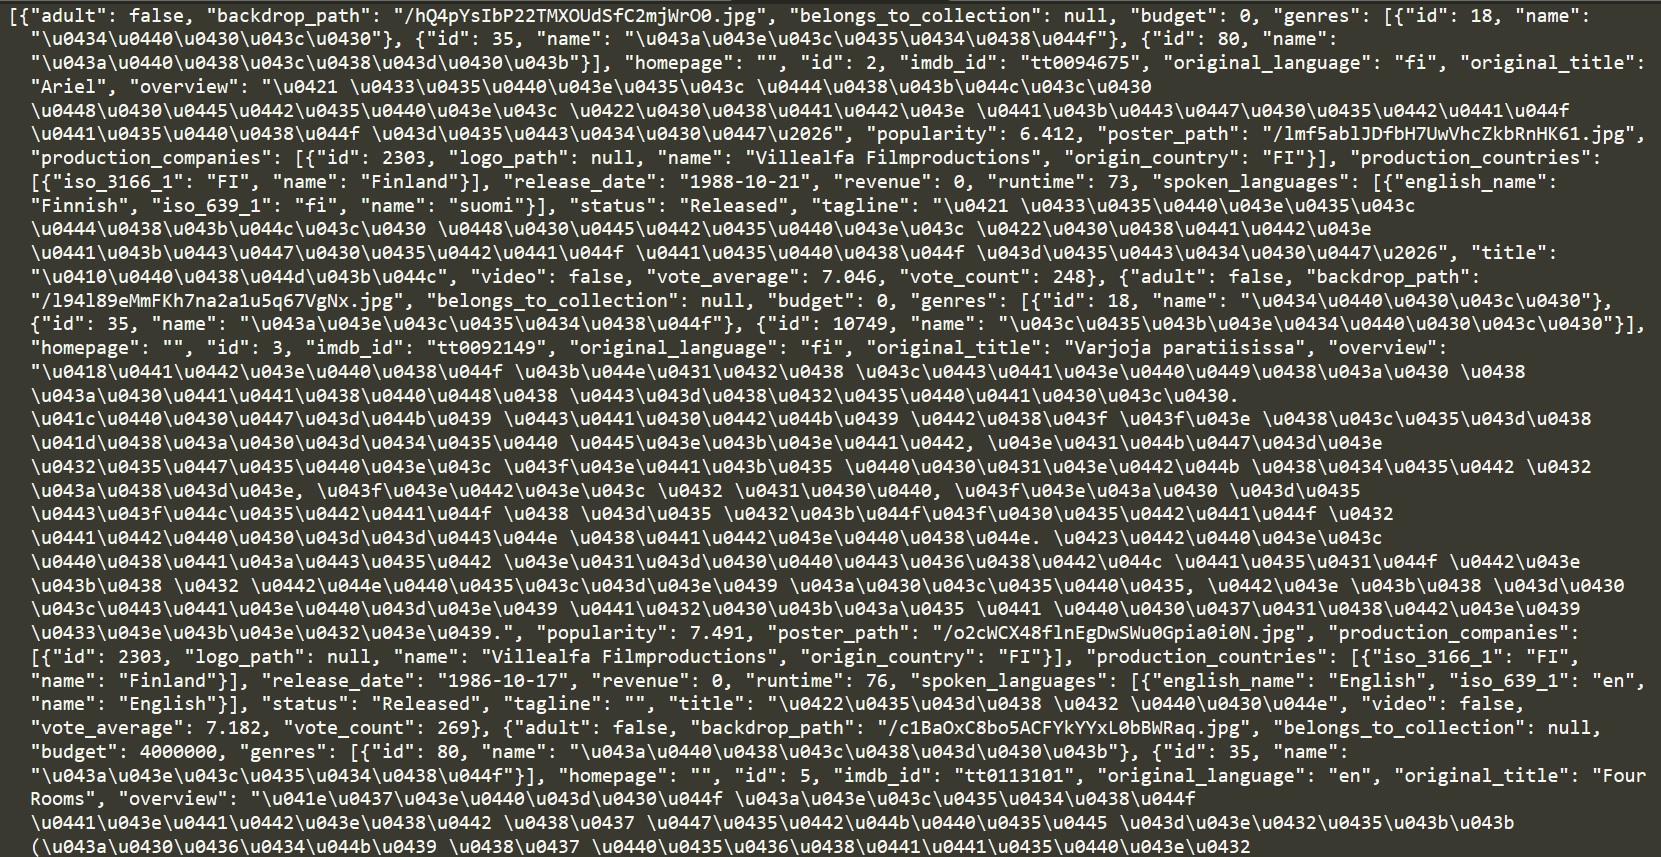 [{"adult": false, "backdrop_path": "/hQ4pYsIbP22TMXOUdSfC2mjWrO0.jpg", "belongs_to_collection": null, "budget": 0, "genres": [{"id": 18, "name":
"\u0434\u0440\u0430\u043c\u0430"}, {"id": 35, "name": "\u043a\u043e\u043c\u0435\u0434\u0438\u044f"}, {"id": 80, "name":
"\u043a\u0440\u0438\u043c\u0438\u043d\u0430\u043b"}], "homepage": "", "id": 2, "imdb_id": "tt0094675", "original_language": "fi", "original_title":
"Ariel", "overview": "\u0421 \u0433\u0435\u0440\u043e\u0435\u043c \u0444\u0438\u043b\u044c\u043c\u0430
\u0448\u0430\u0445\u0442\u0435\u0440\u043e\u043c \u0422\u0430\u0438\u0441\u0442\u043e \u0441\u043b\u0443\u0447\u0430\u0435\u0442\u0441\u044f
\u0441\u0435\u0440\u0438\u044f \u043d\u0435\u0443\u0434\u0430\u0447\u2026", "popularity": 6.412, "poster_path": "/lmf5ablJDfbH7UwVhcZkbRnHK61.jpg",
"production_companies": [{"id": 2303, "logo_path": null, "name": "Villealfa Filmproductions", "origin_country": "FI"}], "production_countries":
[{"iso_3166_1": "FI", "name": "Finland"}], "release_date": "1988-10-21", "revenue": 0, "runtime": 73, "spoken_languages": [{"english_name":
"Finnish", "iso_639_1": "fi", "name": "suomi"}], "status": "Released", "tagline": "\u0421 \u0433\u0435\u0440\u043e\u0435\u043c
\u0444\u0438\u043b\u044c\u043c\u0430 \u0448\u0430\u0445\u0442\u0435\u0440\u043e\u043c \u0422\u0430\u0438\u0441\u0442\u043e
\u0441\u043b\u0443\u0447\u0430\u0435\u0442\u0441\u044f \u0441\u0435\u0440\u0438\u044f \u043d\u0435\u0443\u0434\u0430\u0447\u2026", "title":
"\u0410\u0440\u0438\u044d\u043b\u044c", "video": false, "vote_average": 7.046, "vote_count": 248}, {"adult": false, "backdrop_path":
"/l94l89eMmFKh7na2a1u5q67VgNx.jpg", "belongs_to_collection": null, "budget": 0, "genres": [{"id": 18, "name": "\u0434\u0440\u0430\u043c\u0430"},
{"id": 35, "name": "\u043a\u043e\u043c\u0435\u0434\u0438\u044f"}, {"id": 10749, "name": "\u043c\u0435\u043b\u043e\u0434\u0440\u0430\u043c\u0430"}],
"homepage": "", "id": 3, "imdb_id": "tt0092149", "original_language": "fi", "original_title": "Varjoja paratiisissa", "overview":
"\u0418\u0441\u0442\u043e\u0440\u0438\u044f \u043b\u044e\u0431\u0432\u0438 \u043c\u0443\u0441\u043e\u0440\u0449\u0438\u043a\u0430 \u0438
\u043a\u0430\u0441\u0441\u0438\u0440\u0448\u0438 \u0443\u043d\u0438\u0432\u0435\u0440\u0441\u0430\u043c\u0430.
\u041c\u0440\u0430\u0447\u043d\u044b\u0439 \u0443\u0441\u0430\u0442\u044b\u0439 \u0442\u0438\u043f \u043f\u043e \u0438\u043c\u0435\u043d\u0438
\u041d\u0438\u043a\u0430\u043d\u0434\u0435\u0440 \u0445\u043e\u043b\u043e\u0441\u0442, \u043e\u0431\u044b\u0447\u043d\u043e
\u0432\u0435\u0447\u0435\u0440\u043e\u043c \u043f\u043e\u0441\u043b\u0435 \u0440\u0430\u0431\u043e\u0442\u044b \u0438\u0434\u0435\u0442 \u0432
\u043a\u0438\u043d\u043e, \u043f\u043e\u0442\u043e\u043c \u0432 \u0431\u0430\u0440, \u043f\u043e\u043a\u0430 \u043d\u0435
\u0443\u043f\u044c\u0435\u0442\u0441\u044f \u0438 \u043d\u0435 \u0432\u043b\u044f\u043f\u0430\u0435\u0442\u0441\u044f \u0432
\u0441\u0442\u0440\u0430\u043d\u043d\u0443\u044e \u0438\u0441\u0442\u043e\u0440\u0438\u044e. \u0423\u0442\u0440\u043e\u043c
\u0440\u0438\u0441\u043a\u0443\u0435\u0442 \u043e\u0431\u043d\u0430\u0440\u0443\u0436\u0438\u0442\u044c \u0441\u0435\u0431\u044f \u0442\u043e
\u043b\u0438 \u0432 \u0442\u044e\u0440\u0435\u043c\u043d\u043e\u0439 \u043a\u0430\u043c\u0435\u0440\u0435, \u0442\u043e \u043b\u0438 \u043d\u0430
\u043c\u0443\u0441\u043e\u0440\u043d\u043e\u0439 \u0441\u0432\u0430\u043b\u043a\u0435 \u0441 \u0440\u0430\u0437\u0431\u0438\u0442\u043e\u0439
\u0433\u043e\u043b\u043e\u0432\u043e\u0439.", "popularity": 7.491, "poster_path": "/o2cWCX48flnEgDwSWu0Gpia0i0N.jpg", "production_companies":
[{"id": 2303, "logo_path": null, "name": "Villealfa Filmproductions", "origin_country": "FI"}], "production_countries": [{"iso_3166_1": "FI",
"name": "Finland"}], "release_date": "1986-10-17", "revenue": 0, "runtime": 76, "spoken_languages": [{"english_name": "English", "iso_639_1": "en",
"name": "English"}], "status": "Released", "tagline": "", "title": "\u0422\u0435\u043d\u0438 \u0432 \u0440\u0430\u044e", "video": false,
"vote_average": 7.182, "vote_count": 269}, {"adult": false, "backdrop_path": "/c1BaOxC8bo5ACFYkYYxL0bBWRaq.jpg", "belongs_to_collection": null,
"budget": 4000000, "genres": [{"id": 80, "name": "\u043a\u0440\u0438\u043c\u0438\u043d\u0430\u043b"}, {"id": 35, "name":
"\u043a\u043e\u043c\u0435\u0434\u0438\u044f"}], "homepage": "", "id": 5, "imdb_id": "tt0113101", "original_language": "en", "original_title": "Four
Rooms", "overview": "\u041e\u0437\u043e\u0440\u043d\u0430\u044f \u043a\u043e\u043c\u0435\u0434\u0438\u044f
\u0441\u043e\u0441\u0442\u043e\u0438\u0442 \u0438\u0437 \u0447\u0435\u0442\u044b\u0440\u0435\u0445 \u043d\u043e\u0432\u0435\u043b\u043b
(\u043a\u0430\u0436\u0434\u044b\u0439 \u0438\u0437 \u0440\u0435\u0436\u0438\u0441\u0441\u0435\u0440\u043e\u0432